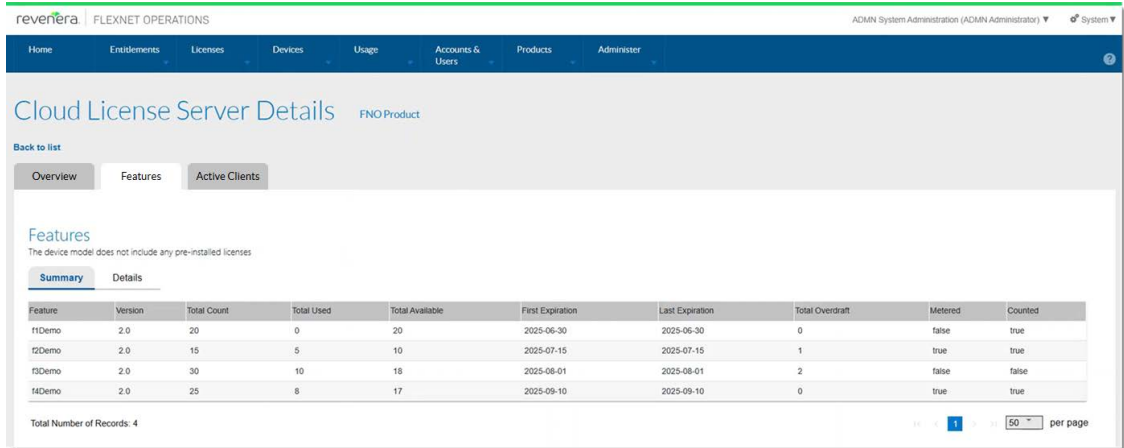 revenera. FLEXNET OPERATIONS ADMN System Administration (ADMN Administrator) ▼ System ▼
Home Entitlements Licenses Devices Usage Accounts & Users Products Administer
Cloud License Server Details FNO Product
Back to list
Overview Features Active Clients
Features
The device model does not include any pre-installed licenses
Summary Details
Feature Version Total Count Total Used Total Available First Expiration Last Expiration Total Overdraft Metered Counted
f1Demo 2.0 20 0 20 2025-06-30 2025-06-30 0 false true
f2Demo 2.0 15 5 10 2025-07-15 2025-07-15 1 true true
f3Demo 2.0 30 10 18 2025-08-01 2025-08-01 2 false false
f4Demo 2.0 25 8 17 2025-09-10 2025-09-10 0 true true
Total Number of Records: 4 1 50 per page